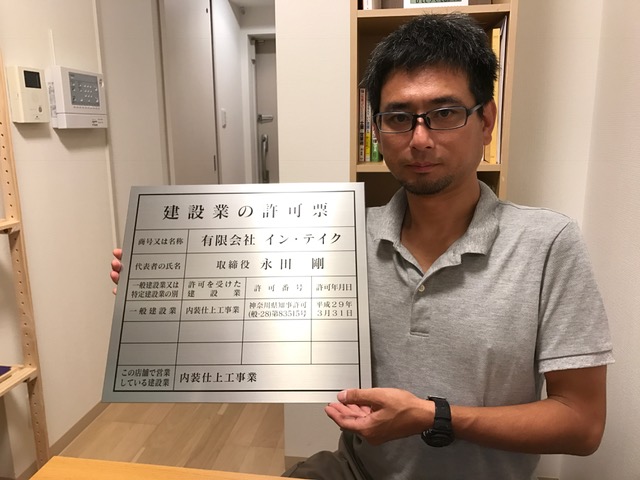 建設業の許可票
商号又は名称 有限会社 イン・テイク
代表者の氏名 取締役 永田 剛
一般建設業又は 許可を受けた 許可番号 許可年月日
特定建設業の別 建設業
一般建設業 内装仕上工事業 神奈川県知事許可 平成29年
(般-28)第83515号 3月31日
この店舗で営業 内装仕上工事業
している建設業